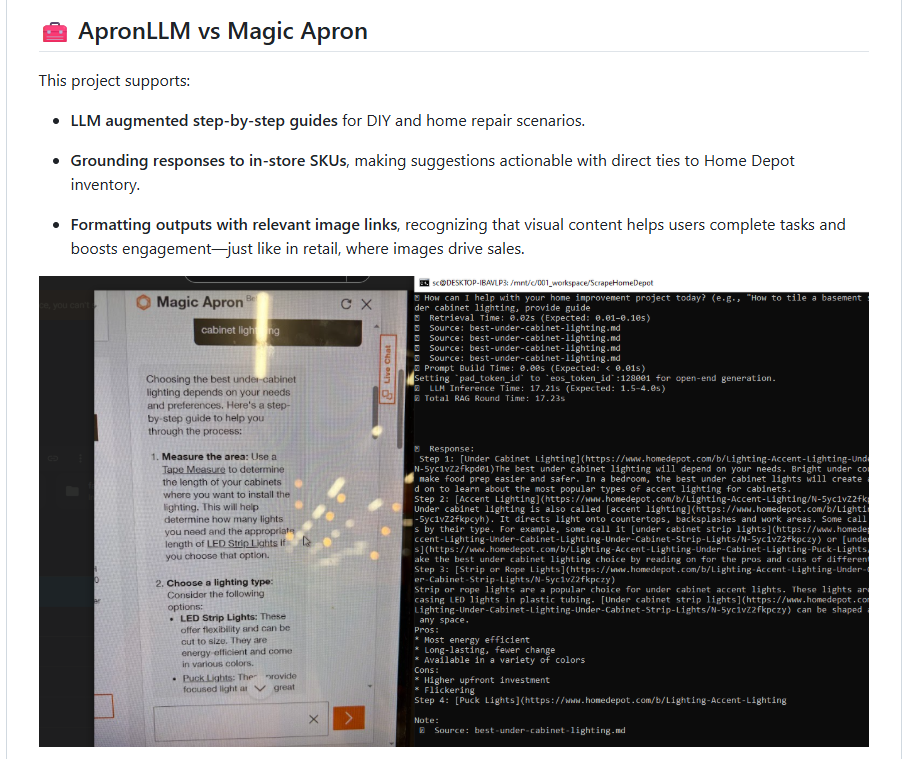 🧰 ApronLLM vs Magic Apron
This project supports:
• LLM augmented step-by-step guides for DIY and home repair scenarios.
• Grounding responses to in-store SKUs, making suggestions actionable with direct ties to Home Depot
inventory.
• Formatting outputs with relevant image links, recognizing that visual content helps users complete tasks and
boosts engagement—just like in retail, where images drive sales.
Magic Apron Be
cabinet lighting
Live Chat
Choosing the best under-cabinet
lighting depends on your needs
and preferences. Here's a step-
by-step guide to help you
through the process:
1. Measure the area: Use a
Tape Measure to determine
the length of your cabinets
where you want to install the
lighting. This will help
determine how many lights
you need and the appropriate
length of LED Strip Lights if
you choose that option.
2. Choose a lighting type:
Consider the following
options:
• LED Strip Lights: These
offer flexibility and can be
cut to size. They are
energy-efficient and come
in various colors.
• Puck Lights: They provide
focused light at great
sc@DESKTOP-IBAVLP3: /mnt/c/001_workspace/ScrapeHomeDepot
How can I help with your home improvement project today? (e.g., "How to tile a basement s
der cabinet lighting, provide guide
Retrieval Time: 0.02s (Expected: 0.01–0.10s)
Source: best-under-cabinet-lighting.md
Source: best-under-cabinet-lighting.md
Source: best-under-cabinet-lighting.md
Source: best-under-cabinet-lighting.md
Prompt Build Time: 0.00s (Expected: < 0.01s)
Setting `pad_token_id` to `eos_token_id`:128001 for open-end generation.
LLM Inference Time: 17.21s (Expected: 1.5–4.0s)
Total RAG Round Time: 17.23s
Response:
Step 1: [Under Cabinet Lighting](https://www.homedepot.com/b/Lighting-Accent-Lighting-Unde
N-5yc1vZ2fkpd01)The best under cabinet lighting will depend on your needs. Bright under co
make food prep easier and safer. In a bedroom, the best under cabinet lights will create
d on to learn about the most popular types of accent lighting for cabinets.
Step 2: [Accent Lighting](https://www.homedepot.com/b/Lighting-Accent-Lighting/N-5yc1vZ2fk
Under cabinet lighting is also called [accent lighting](https://www.homedepot.com/b/Lighti
-5yc1vZ2fkpcyh). It directs light onto countertops, backsplashes and work areas. Some call
s by their type. For example, some call it [under cabinet strip lights](https://www.homede
ccent-Lighting-Under-Cabinet-Lighting-Under-Cabinet-Strip-Lights/N-5yc1vZ2fkpczy) or [unde
s](https://www.homedepot.com/b/Lighting-Accent-Lighting-Under-Cabinet-Lighting-Puck-Lights,
ake the best under cabinet lighting choice by reading on for the pros and cons of differen
Step 3: [Strip or Rope Lights](https://www.homedepot.com/b/Lighting-Accent-Lighting-Under-
er-Cabinet-Strip-Lights/N-5yc1vZ2fkpczy)
Strip or rope lights are a popular choice for under cabinet accent lights. These lights are
casing LED lights in plastic tubing. [Under cabinet strip lights](https://www.homedepot.com
Lighting-Under-Cabinet-Lighting-Under-Cabinet-Strip-Lights/N-5yc1vZ2fkpczy) can be shaped
any space.
Pros:
* Most energy efficient
* Long-lasting, fewer change
* Available in a variety of colors
Cons:
* Higher upfront investment
* Flickering
Step 4: [Puck Lights](https://www.homedepot.com/b/Lighting-Accent-Lighting
Note:
Source: best-under-cabinet-lighting.md